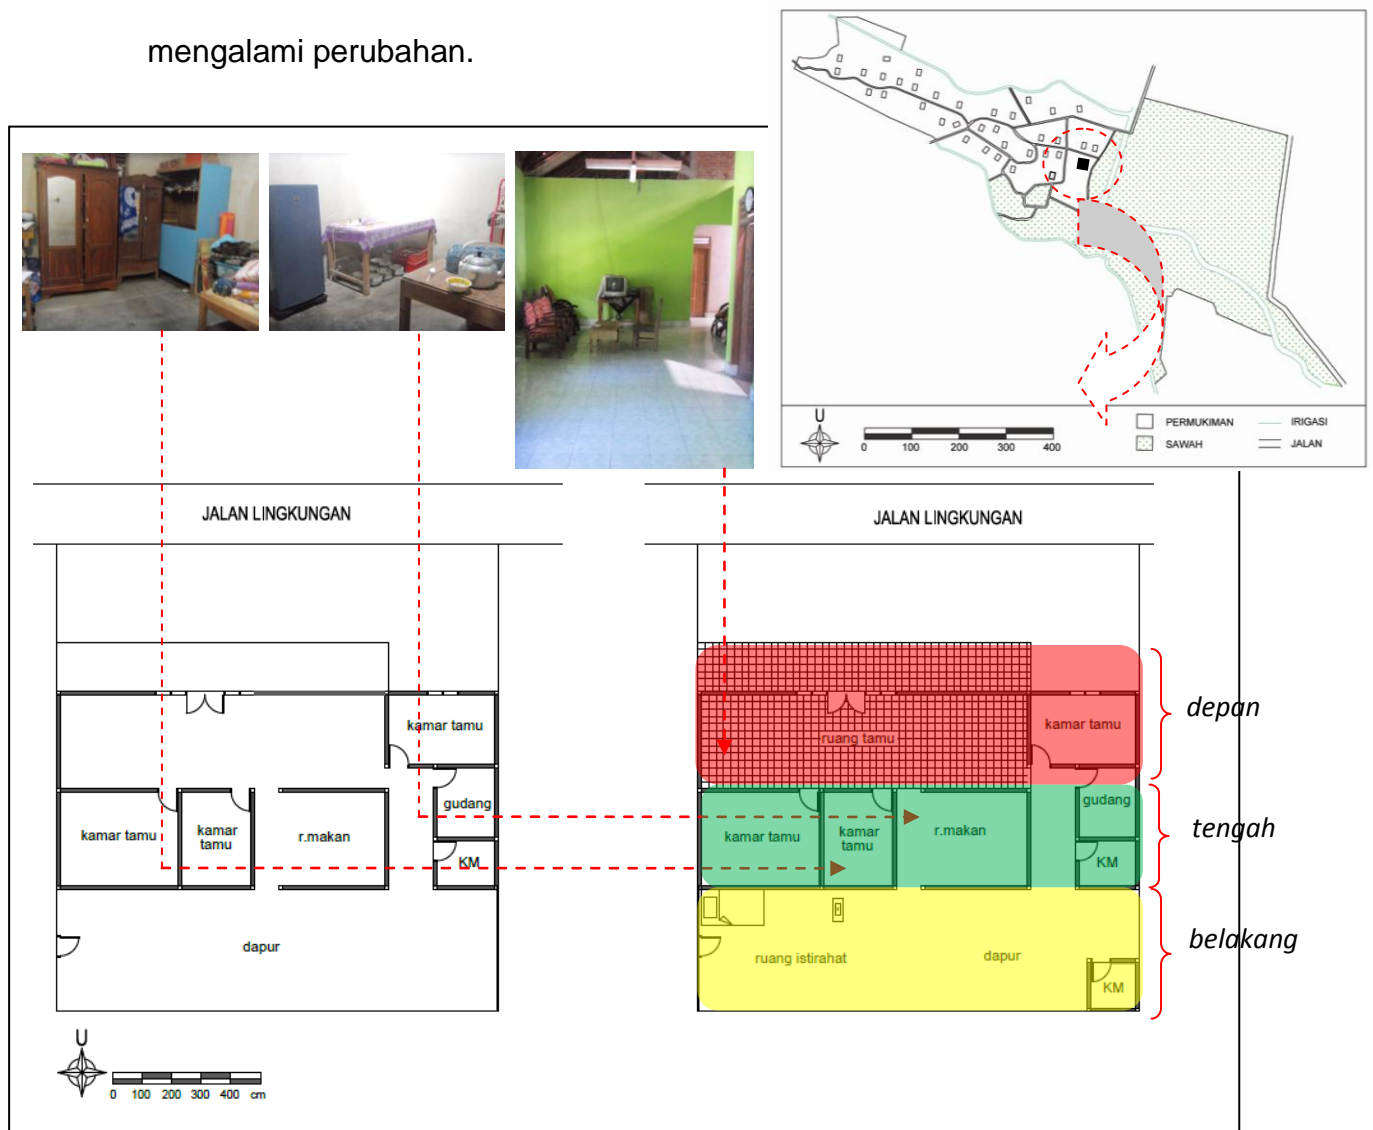 mengalami perubahan.
U
0 100 200 300 400
PERMUKIMAN
SAWAH
IRIGASI
JALAN
JALAN LINGKUNGAN
kamar tamu
gudang
kamar tamu
kamar
tamu
r.makan
KM
dapur
U
0 100 200 300 400 cm
JALAN LINGKUNGAN
ruang tamu
kamar tamu
gudang
kamar tamu
kamar
tamu
r.makan
KM
ruang istirahat
dapur
KM
depan
tengah
belakang